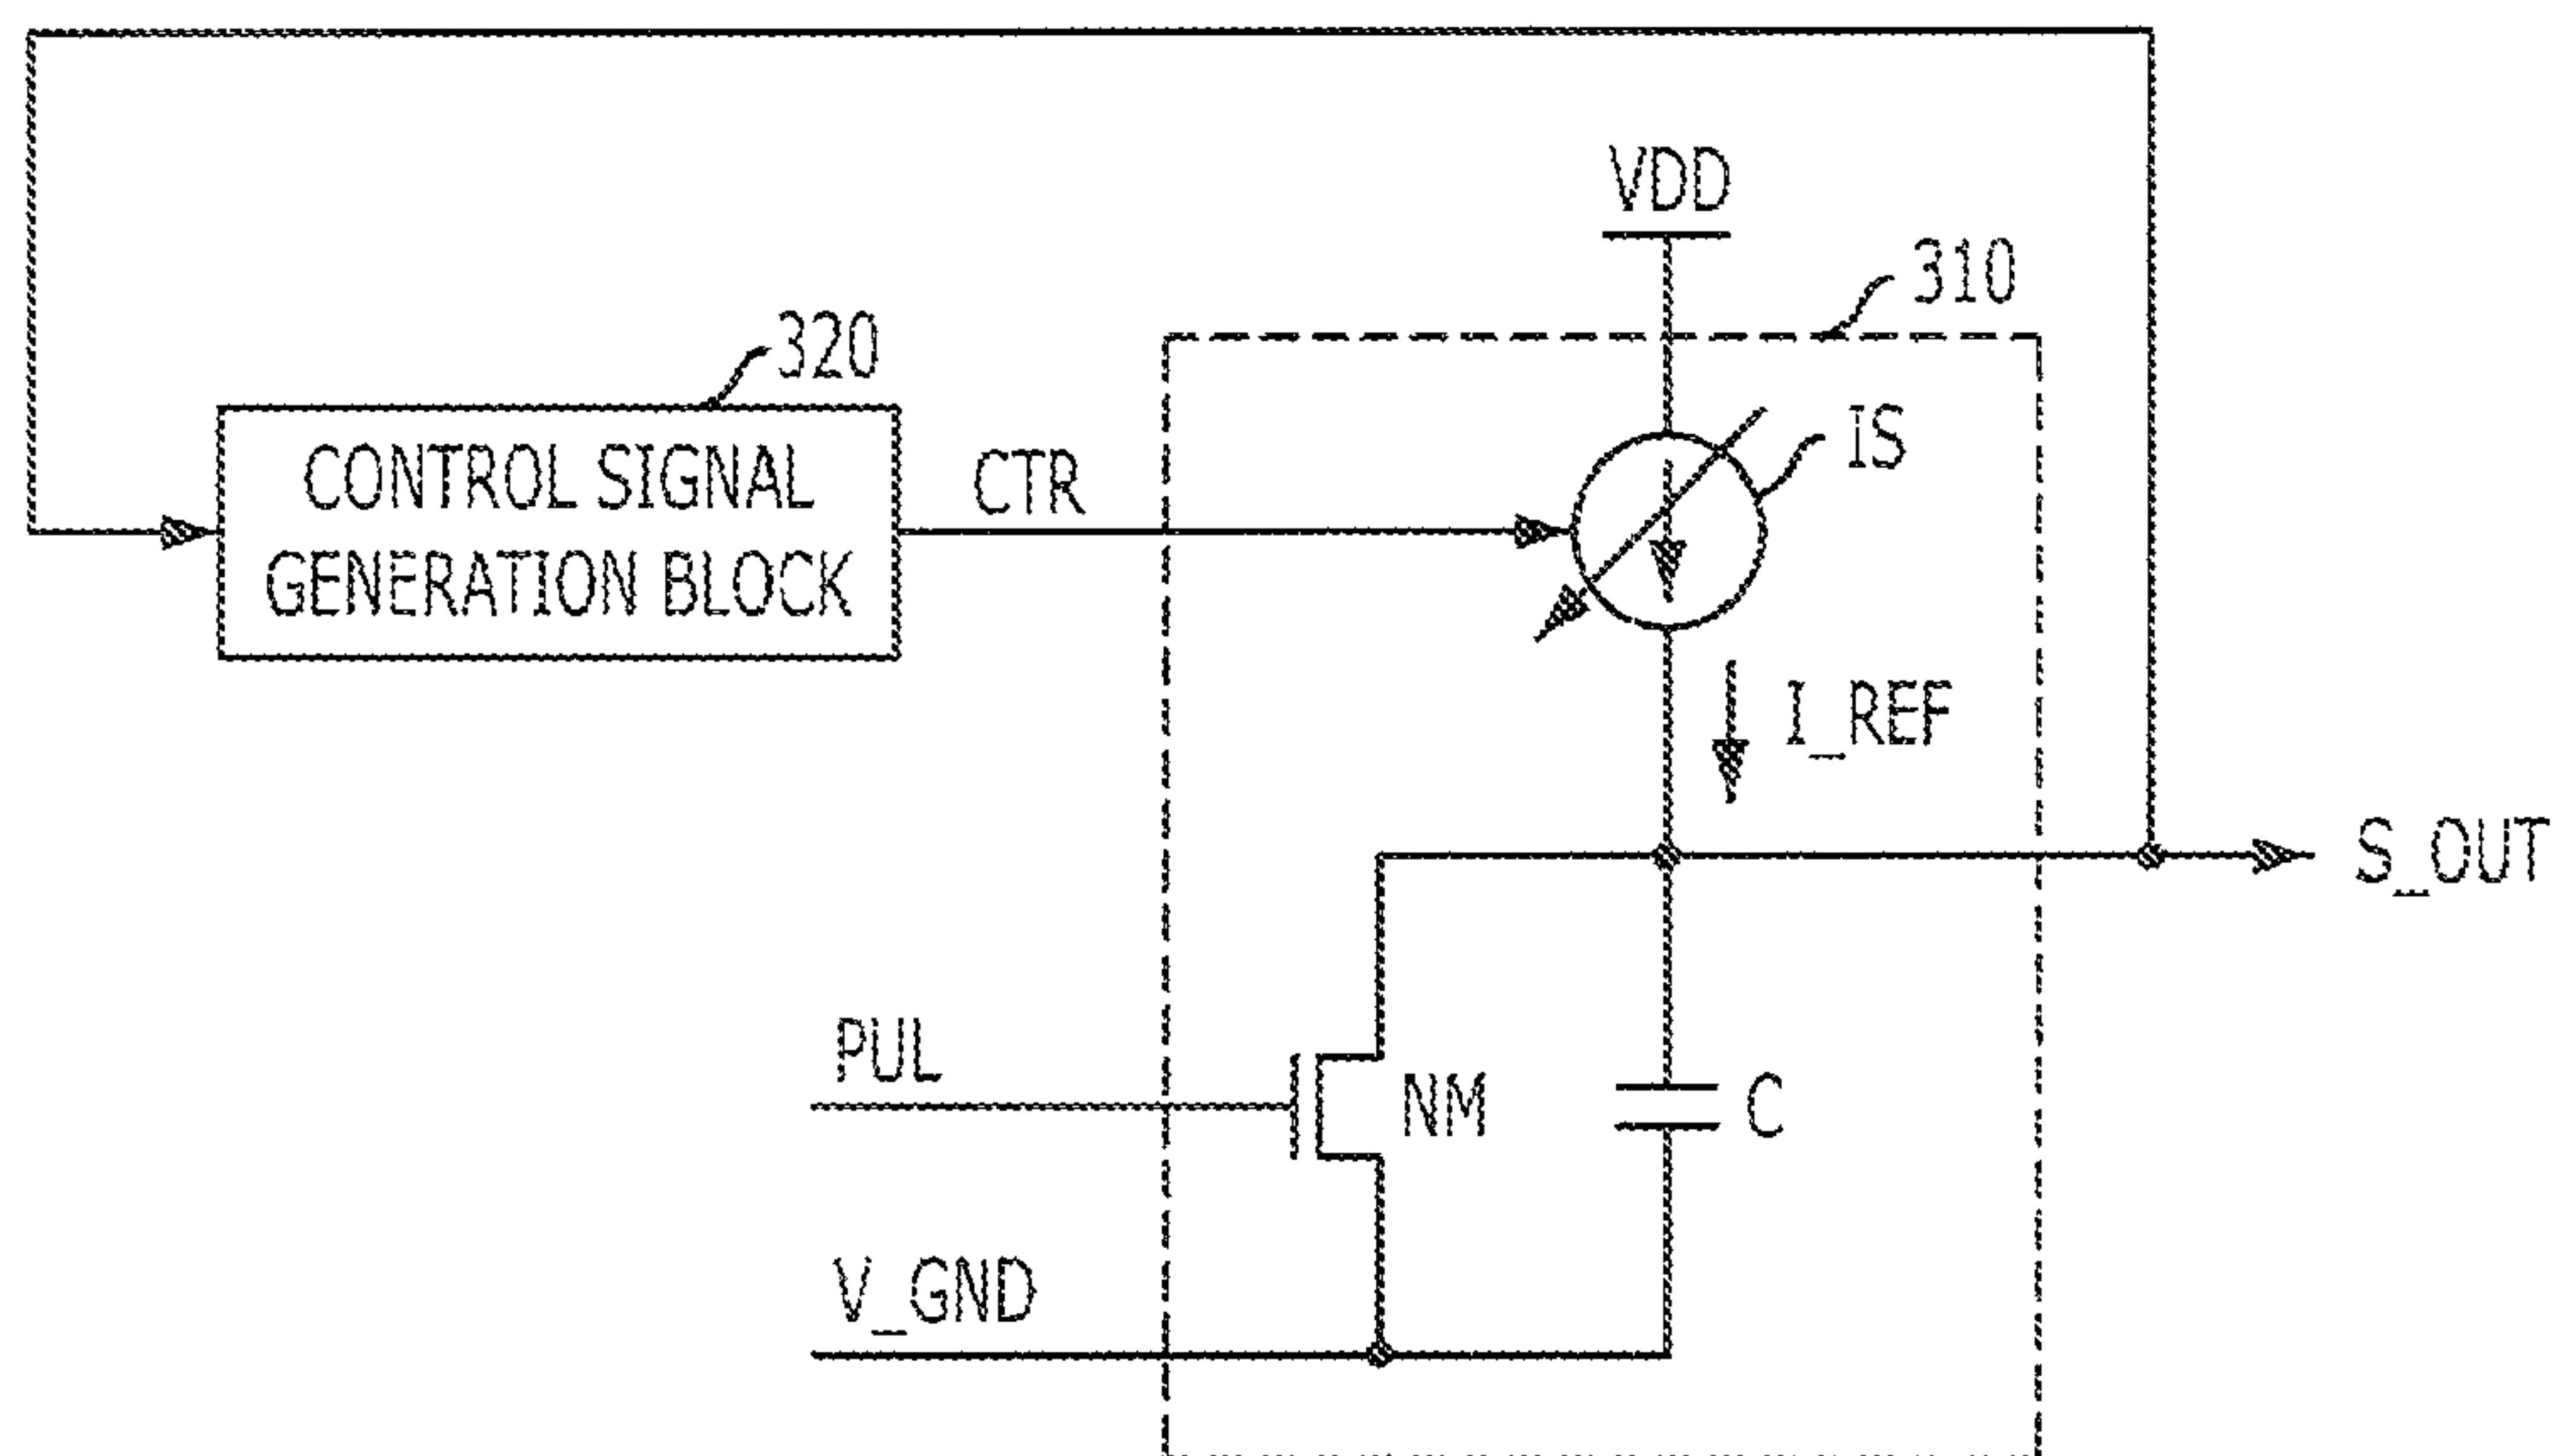 VDD
310
320
IS
CONTROL SIGNAL
GENERATION BLOCK
CTR
I_REF
S_OUT
PUL
NM
C
V_GND